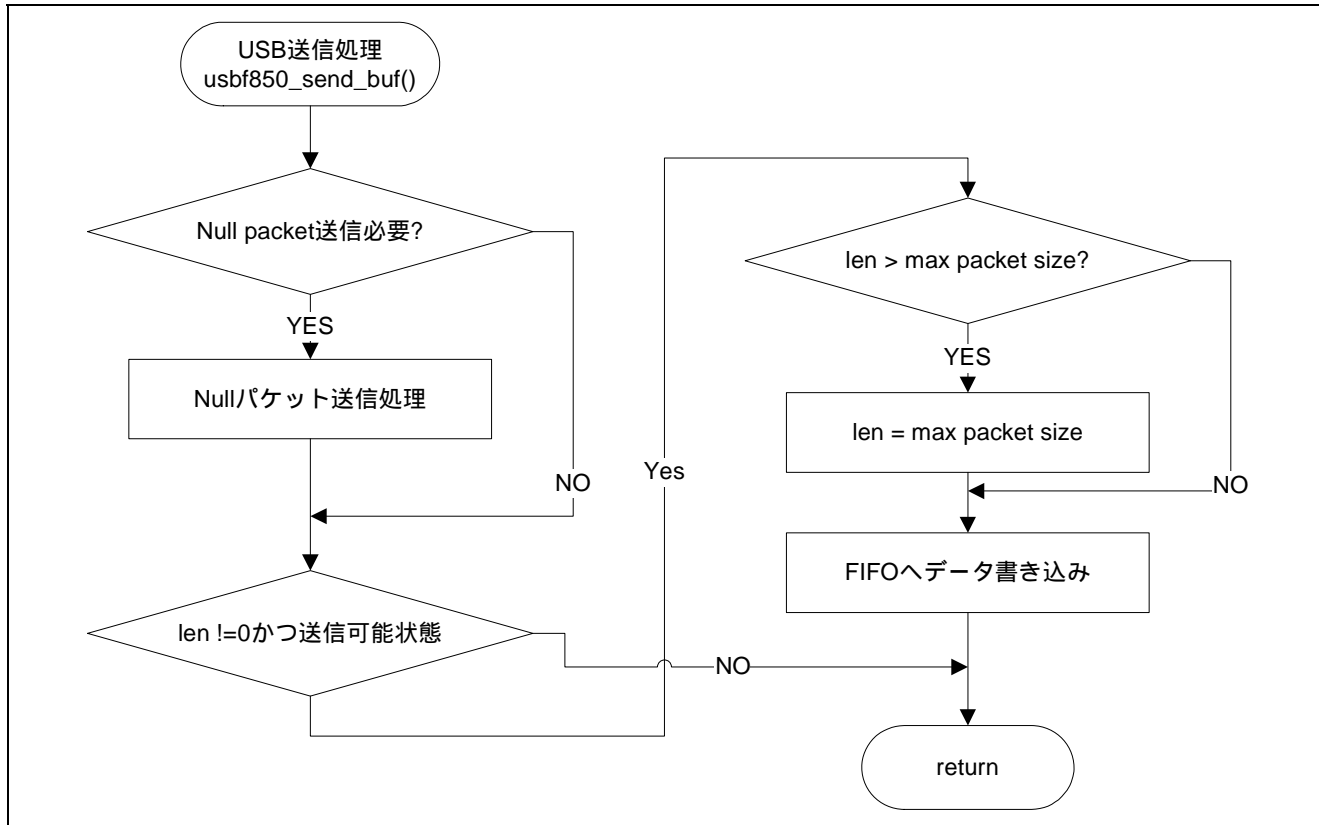 USB送信処理
usbf850_send_buf()
Null packet送信必要?
YES
Nullパケット送信処理
NO
len !=0かつ送信可能状態
Yes
NO
len > max packet size?
YES
len = max packet size
NO
FIFOへデータ書き込み
return